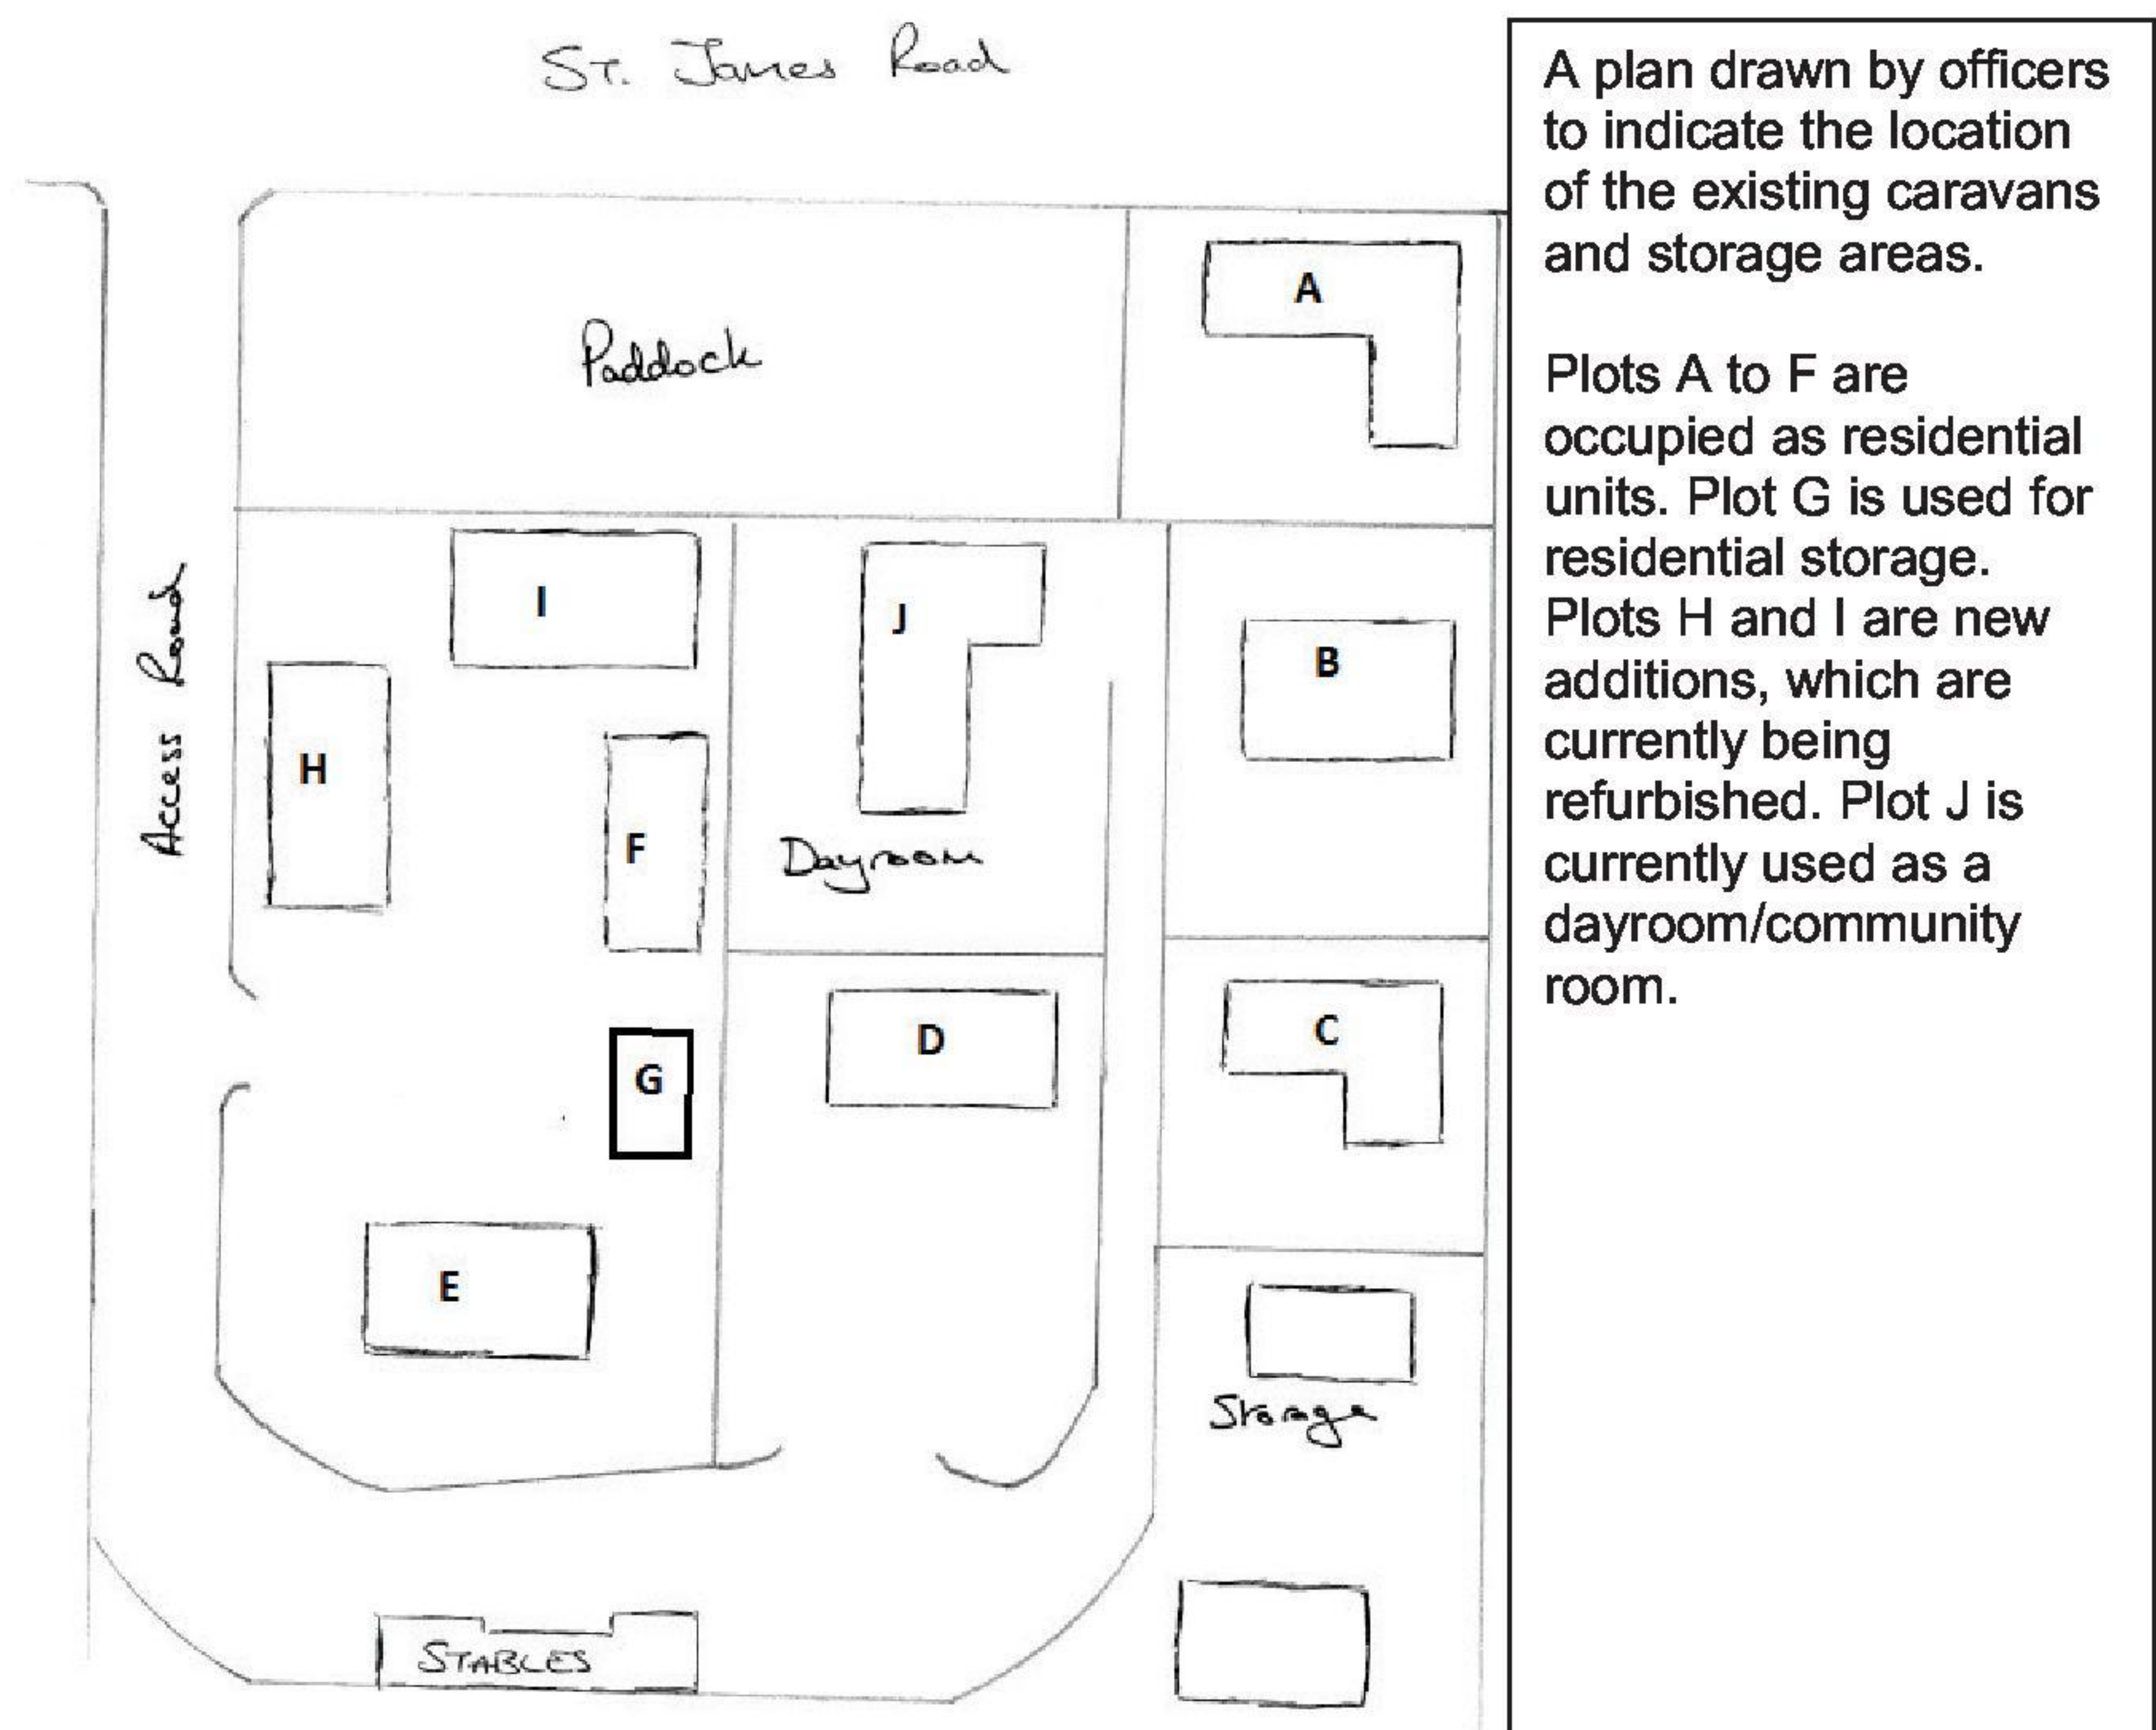 St. James Road
A
Paddock
I
J
B
H
F
Access Road
Dayroom
D
C
G
E
Storage
STABLES
A plan drawn by officers
to indicate the location
of the existing caravans
and storage areas.
Plots A to F are
occupied as residential
units. Plot G is used for
residential storage.
Plots H and I are new
additions, which are
currently being
refurbished. Plot J is
currently used as a
dayroom/community
room.